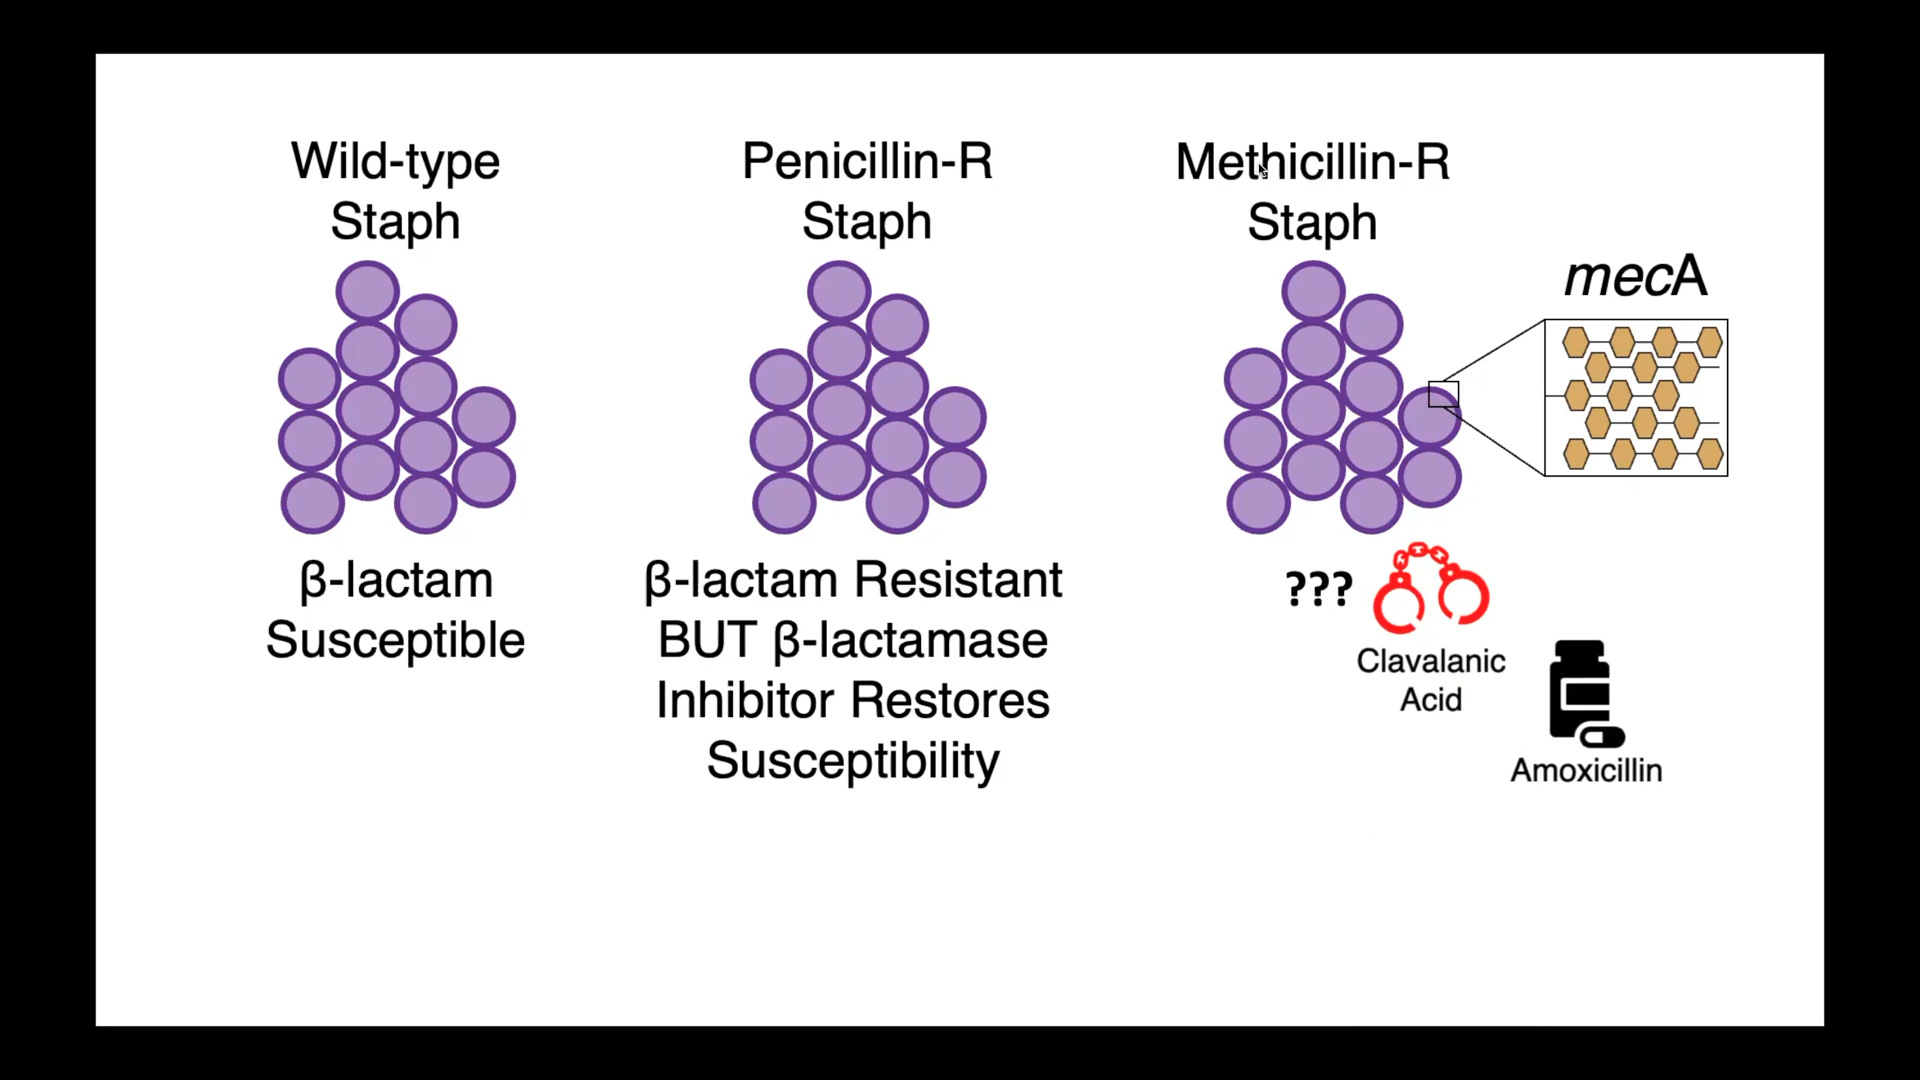 Wild-type
Staph
β-lactam
Susceptible
Penicillin-R
Staph
β-lactam Resistant
BUT β-lactamase
Inhibitor Restores
Susceptibility
Methicillin-R
Staph
mecA
???
Clavalanic
Acid
Amoxicillin